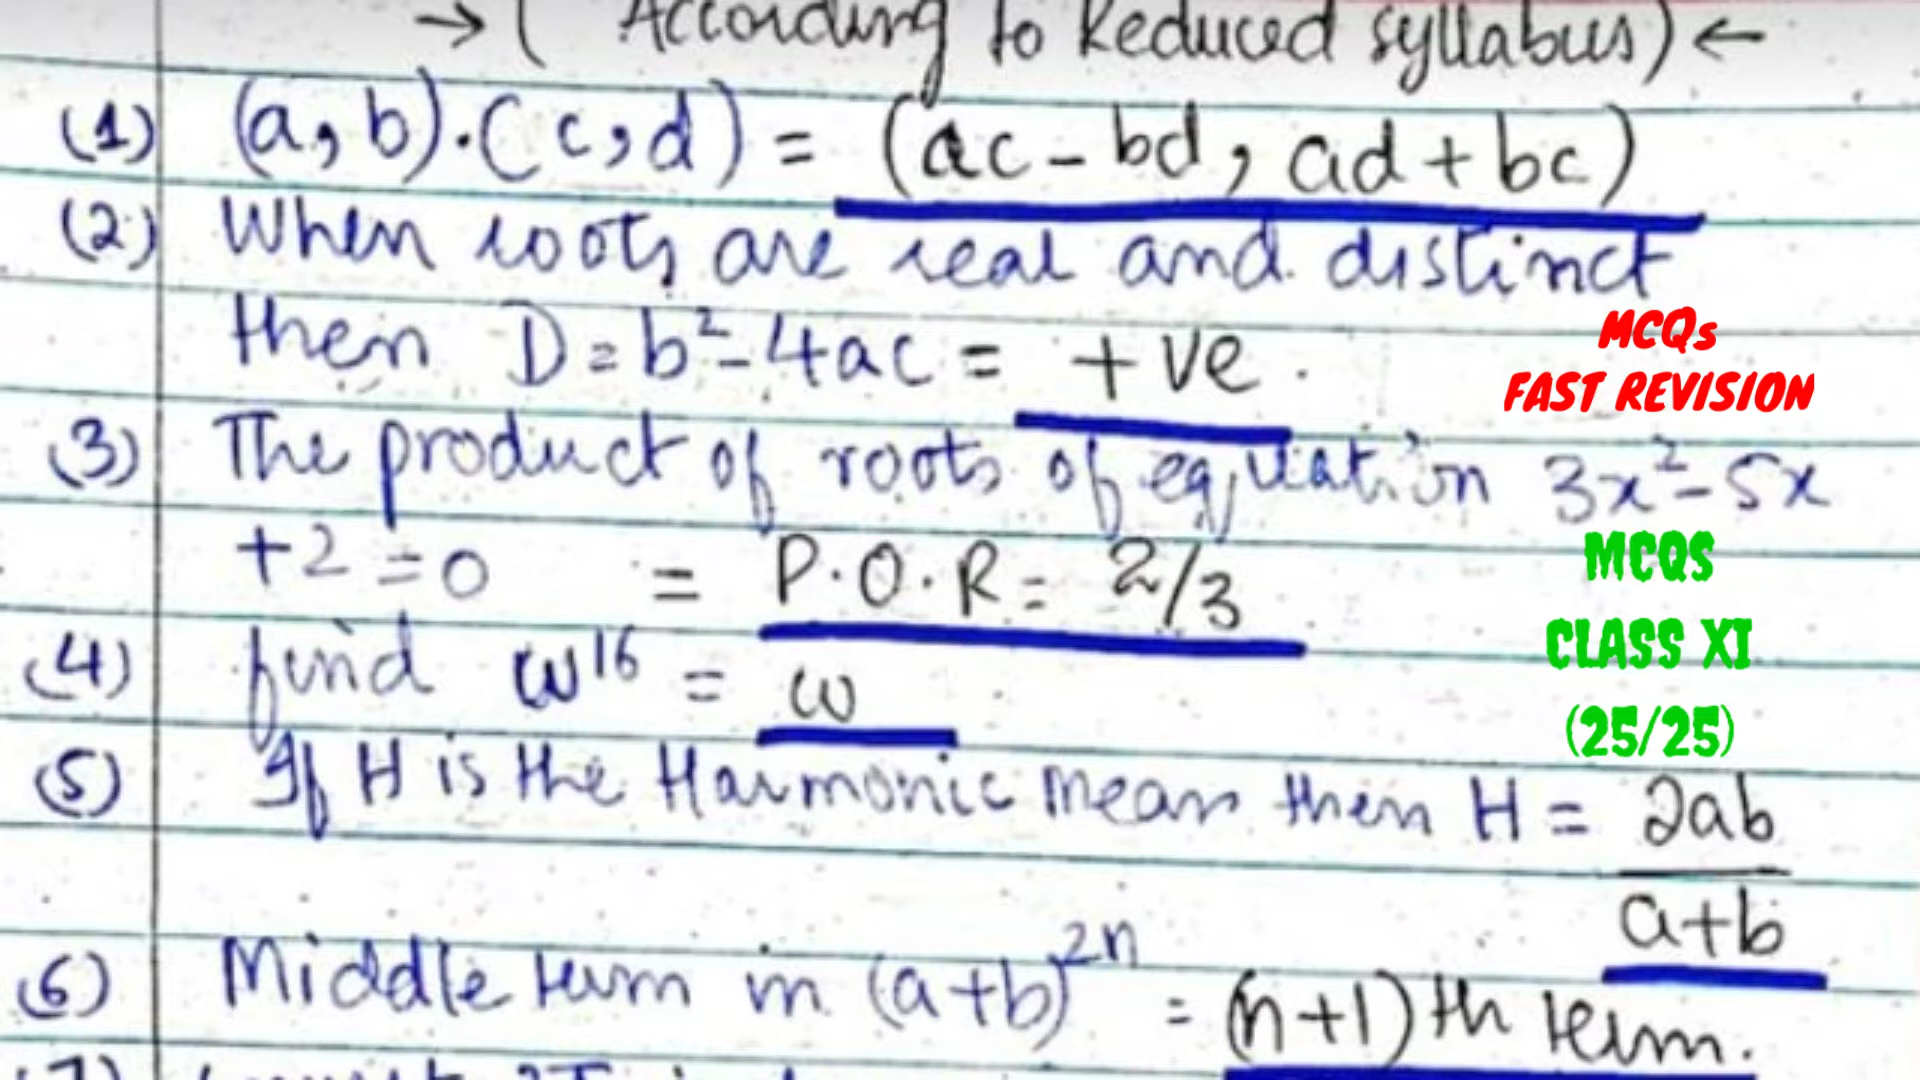 → ( According to Reduced syllabus) ←
(1) (a, b).(c, d) = (ac - bd, ad + bc)
(2) When roots are real and distinct
then D = b² - 4ac = +ve.
MCQs
FAST REVISION
(3) The product of roots of equation 3x² - 5x
+2 = 0 = P.O.R = 2/3
MCQS
CLASS XI
(25/25)
(4) find ω¹⁶ = ω
(5) If H is the Harmonic mean then H = 2ab
a+b
(6) Middle term in (a+b)²ⁿ = (n+1)th term.
(7)